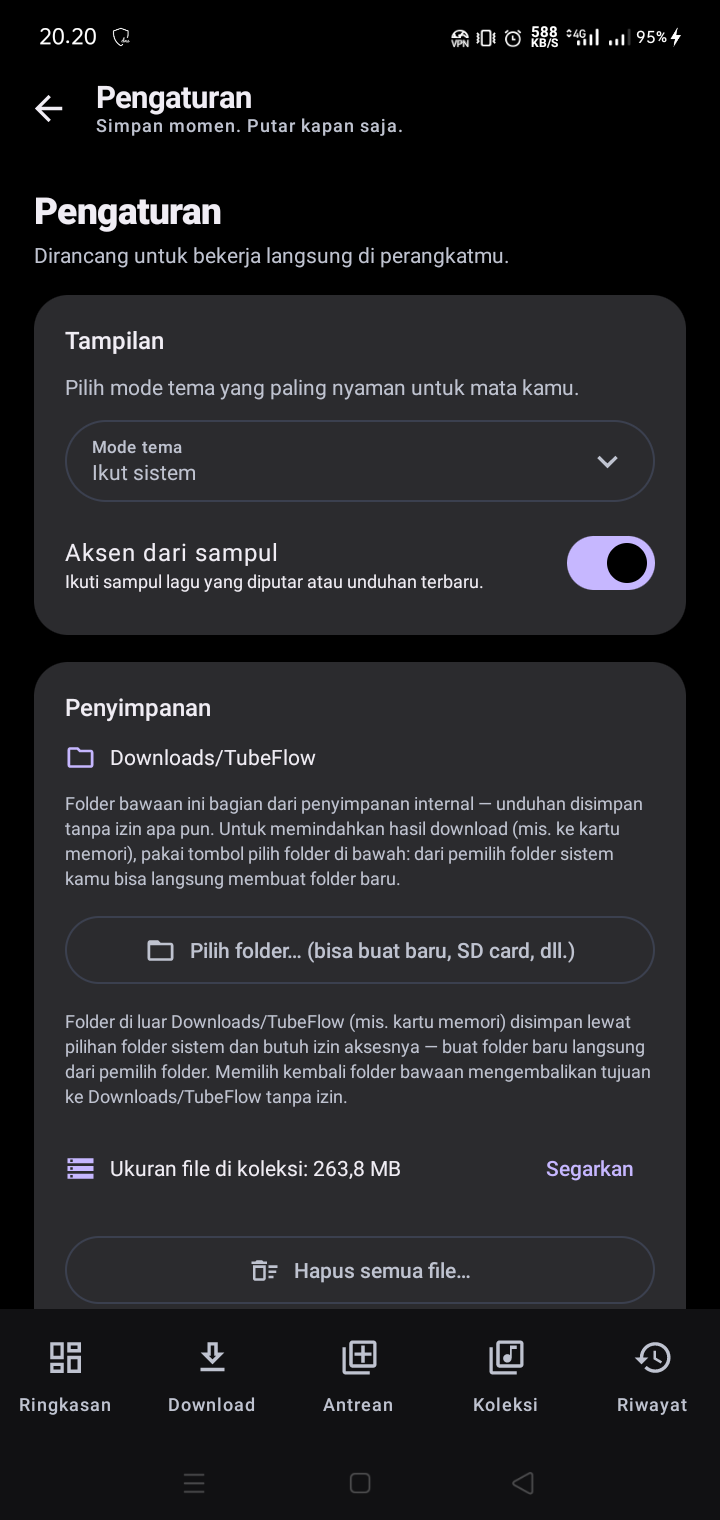 20.20
VPN
588
KB/S
4G
95%
Pengaturan
Simpan momen. Putar kapan saja.
Pengaturan
Dirancang untuk bekerja langsung di perangkatmu.
Tampilan
Pilih mode tema yang paling nyaman untuk mata kamu.
Mode tema
Ikut sistem
Aksen dari sampul
Ikuti sampul lagu yang diputar atau unduhan terbaru.
Penyimpanan
Downloads/TubeFlow
Folder bawaan ini bagian dari penyimpanan internal — unduhan disimpan
tanpa izin apa pun. Untuk memindahkan hasil download (mis. ke kartu
memori), pakai tombol pilih folder di bawah: dari pemilih folder sistem
kamu bisa langsung membuat folder baru.
Pilih folder… (bisa buat baru, SD card, dll.)
Folder di luar Downloads/TubeFlow (mis. kartu memori) disimpan lewat
pilihan folder sistem dan butuh izin aksesnya — buat folder baru langsung
dari pemilih folder. Memilih kembali folder bawaan mengembalikan tujuan
ke Downloads/TubeFlow tanpa izin.
Ukuran file di koleksi: 263,8 MB
Segarkan
Hapus semua file…
Ringkasan
Download
Antrean
Koleksi
Riwayat